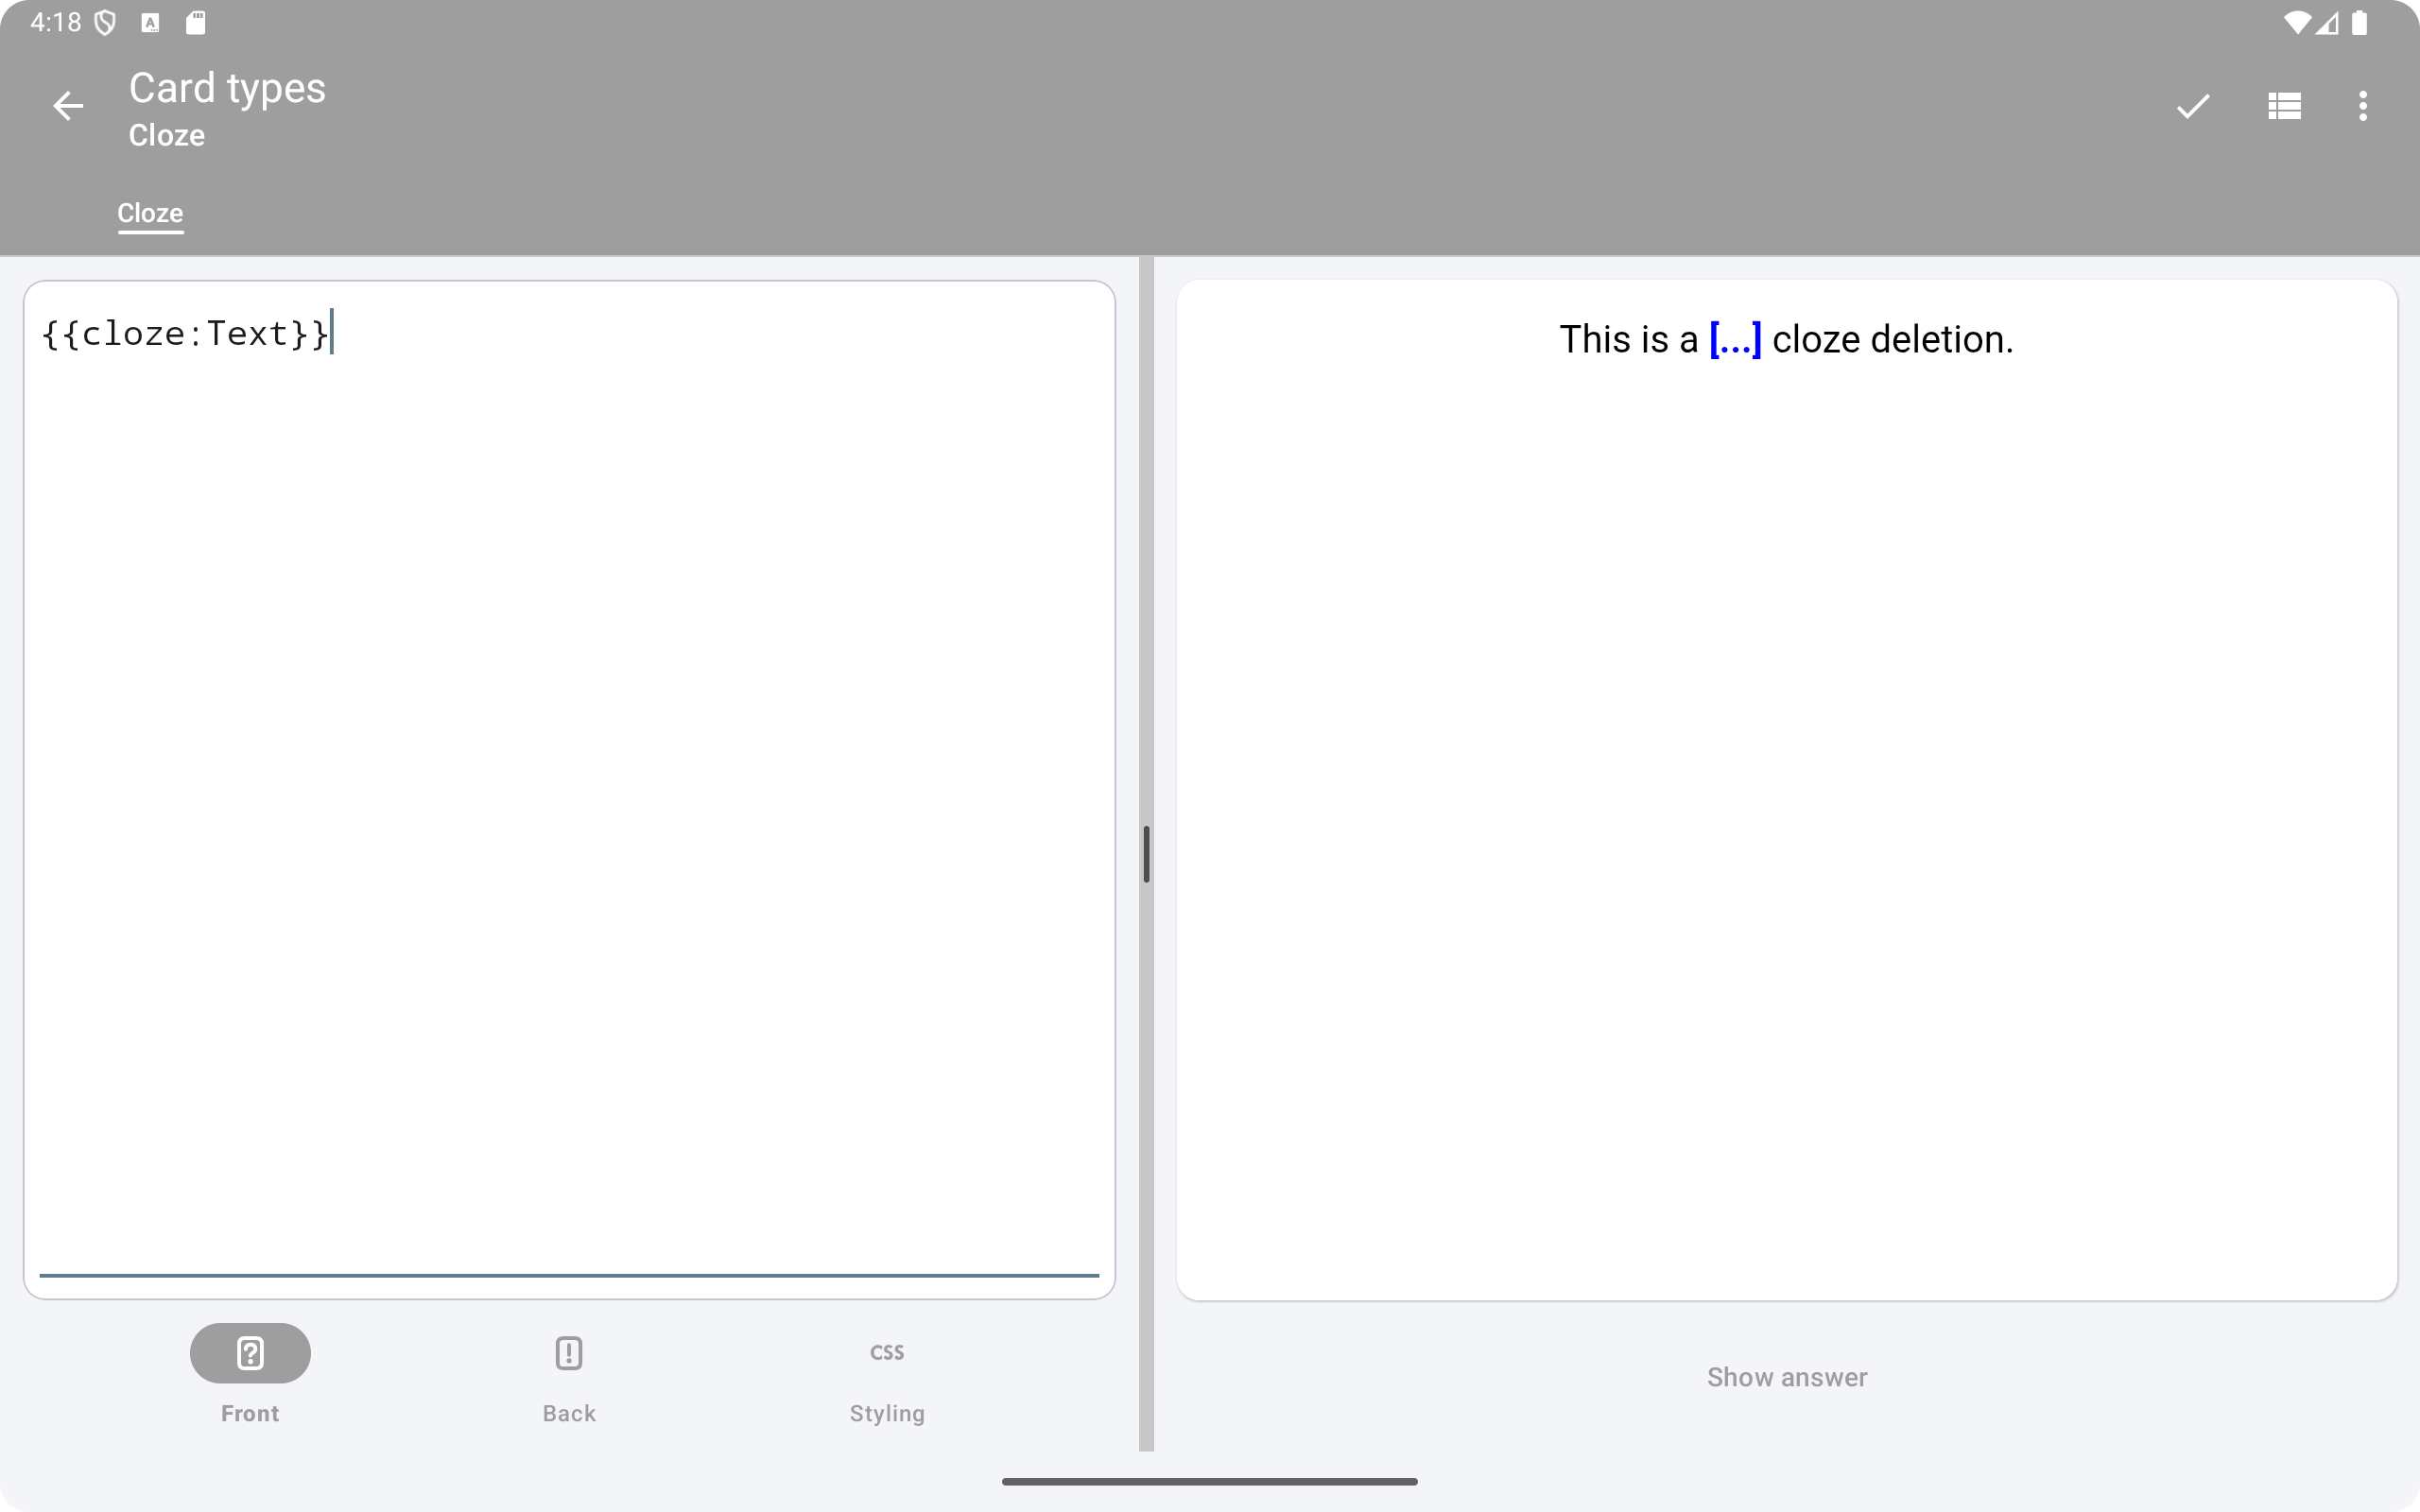 4:18
Card types
Cloze
Cloze
{{cloze:Text}}
This is a [...] cloze deletion.
CSS
Front
Back
Styling
Show answer